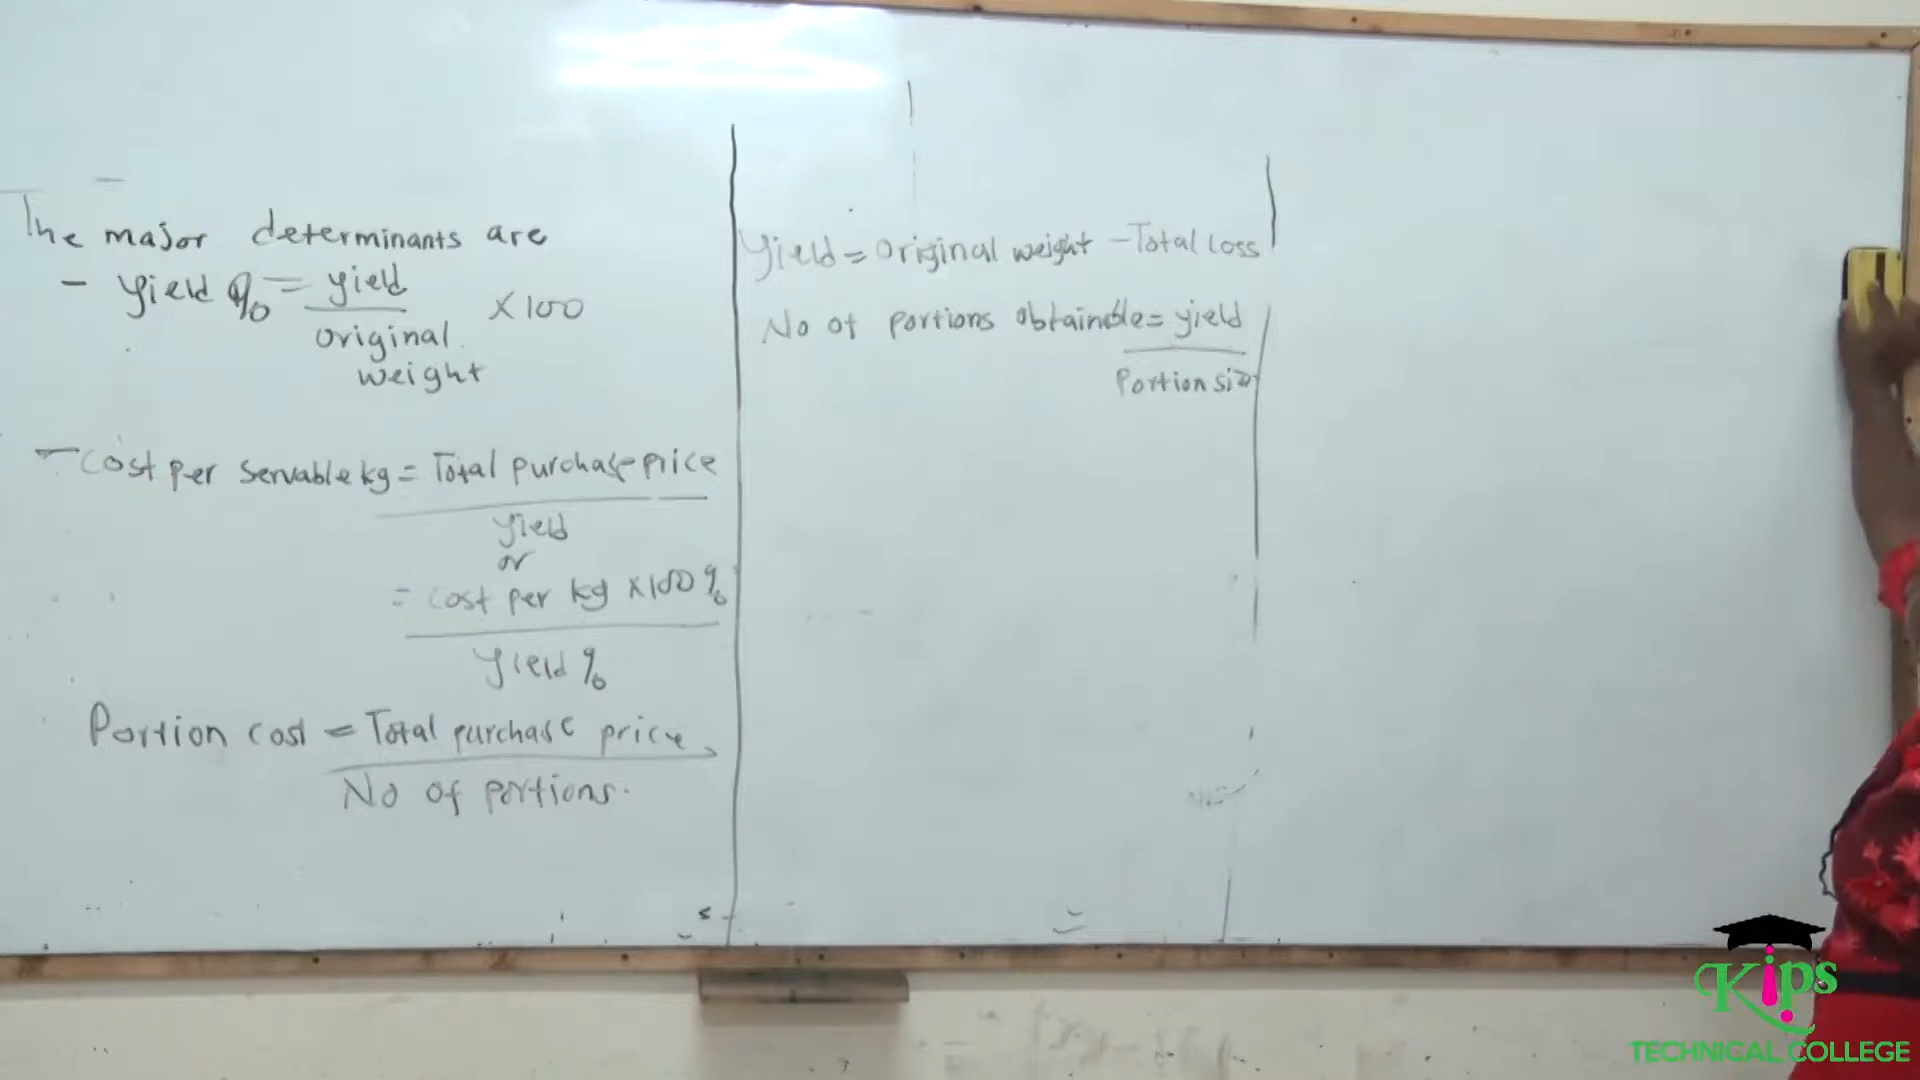 The major determinants are
- Yield % = yield
original
weight
X 100
- Cost per Servable kg = Total purchase price
yield
or
= cost per kg x100%
Yield %
Portion cost = Total purchase price
No of portions.
Yield = Original weight - Total loss
No of portions obtainable = yield
Portion size
Kips
TECHNICAL COLLEGE